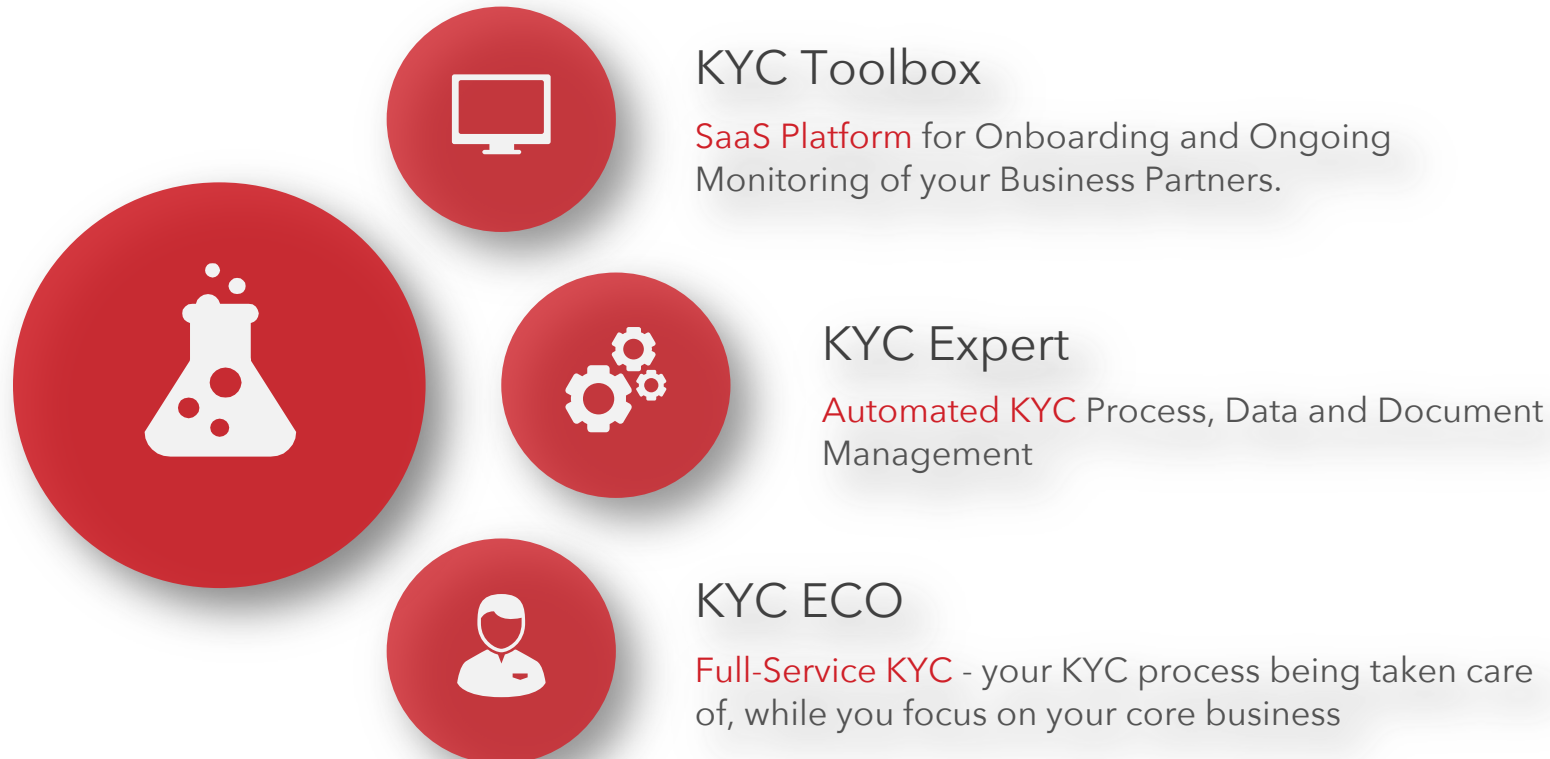 KYC Toolbox
SaaS Platform for Onboarding and Ongoing
Monitoring of your Business Partners.
KYC Expert
Automated KYC Process, Data and Document
Management
KYC ECO
Full-Service KYC - your KYC process being taken care
of, while you focus on your core business